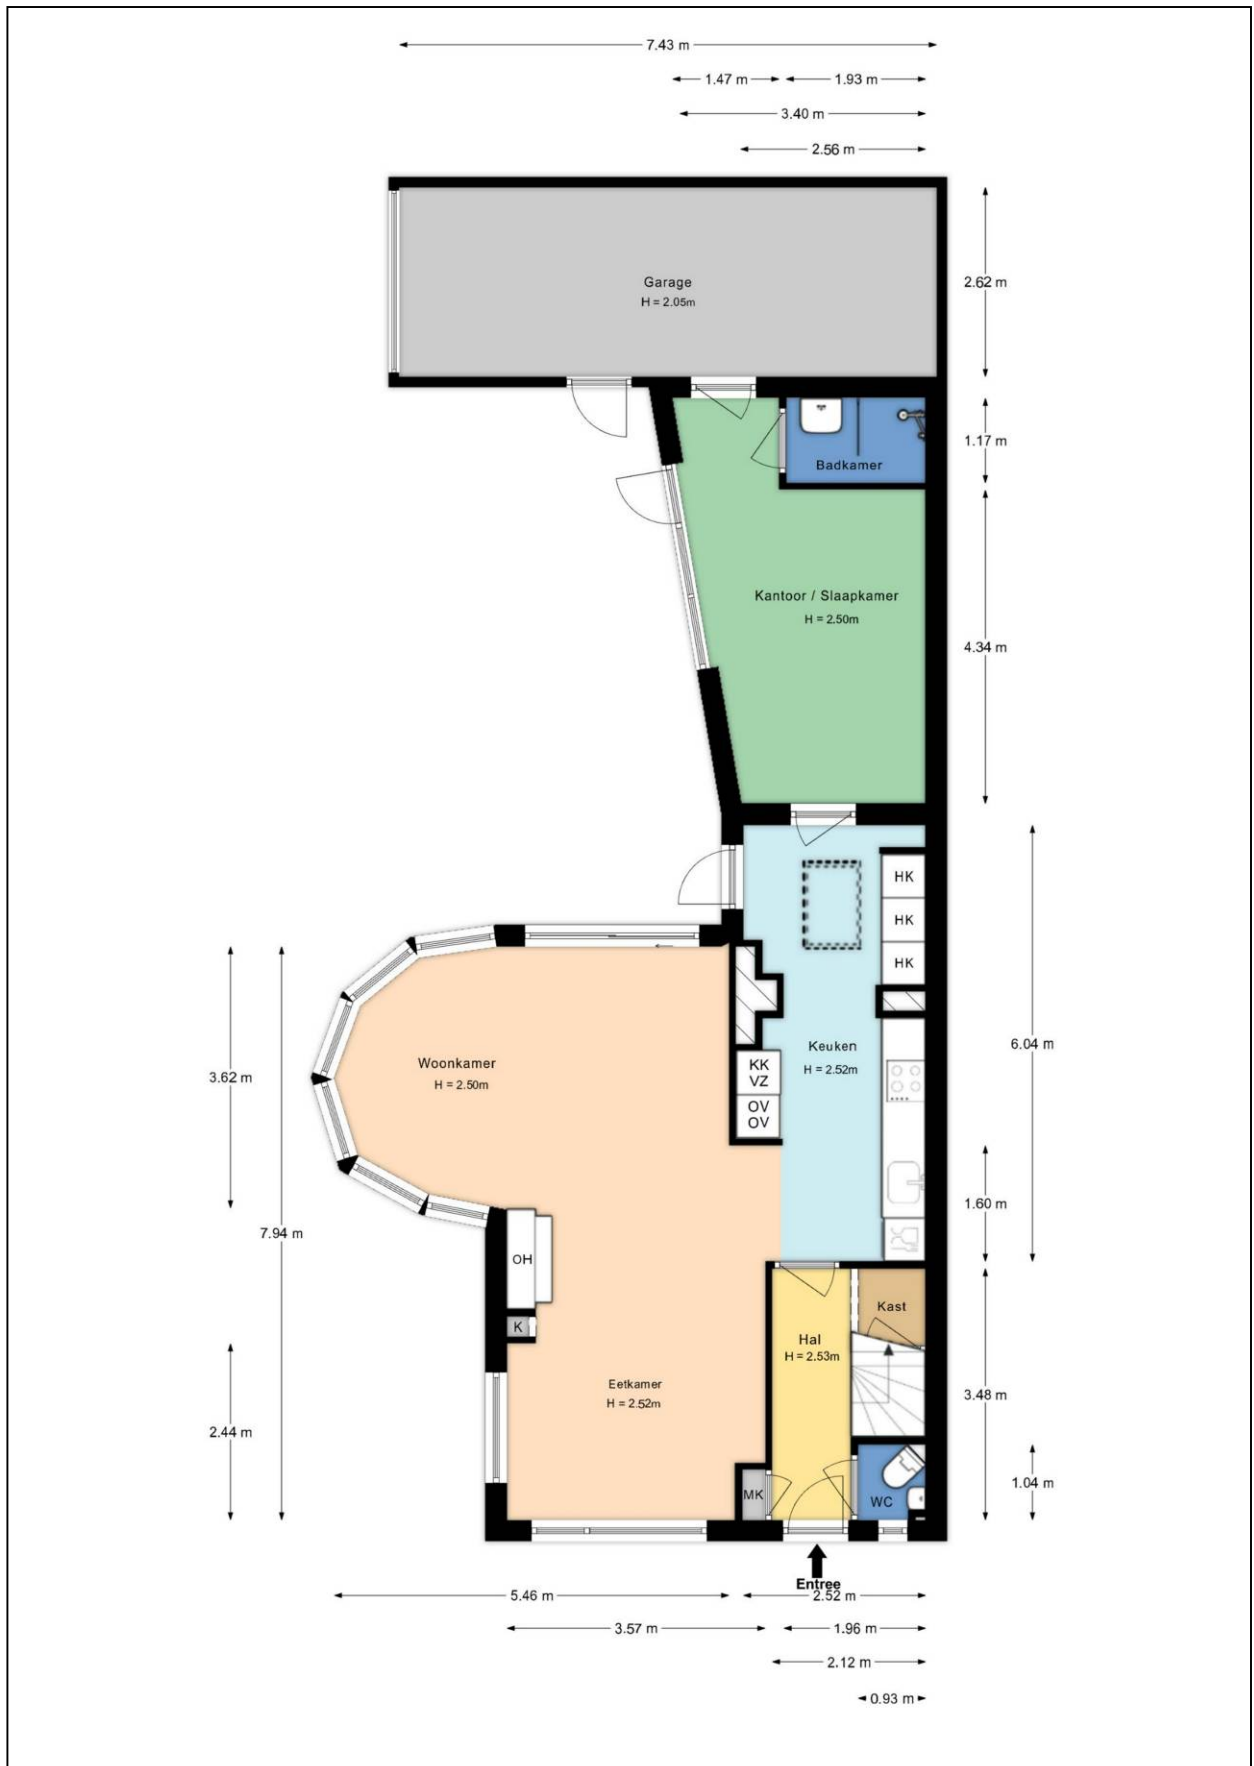 7.43 m
1.47 m
1.93 m
3.40 m
2.56 m
Garage
H = 2.05m
2.62 m
Badkamer
1.17 m
Kantoor / Slaapkamer
H = 2.50m
4.34 m
HK
HK
HK
Keuken
H = 2.52m
6.04 m
Woonkamer
H = 2.50m
3.62 m
KK
VZ
OV
OV
1.60 m
7.94 m
OH
K
Kast
Hal
H = 2.53m
Eetkamer
H = 2.52m
3.48 m
2.44 m
MK
WC
1.04 m
Entree
5.46 m
2.52 m
3.57 m
1.96 m
2.12 m
0.93 m